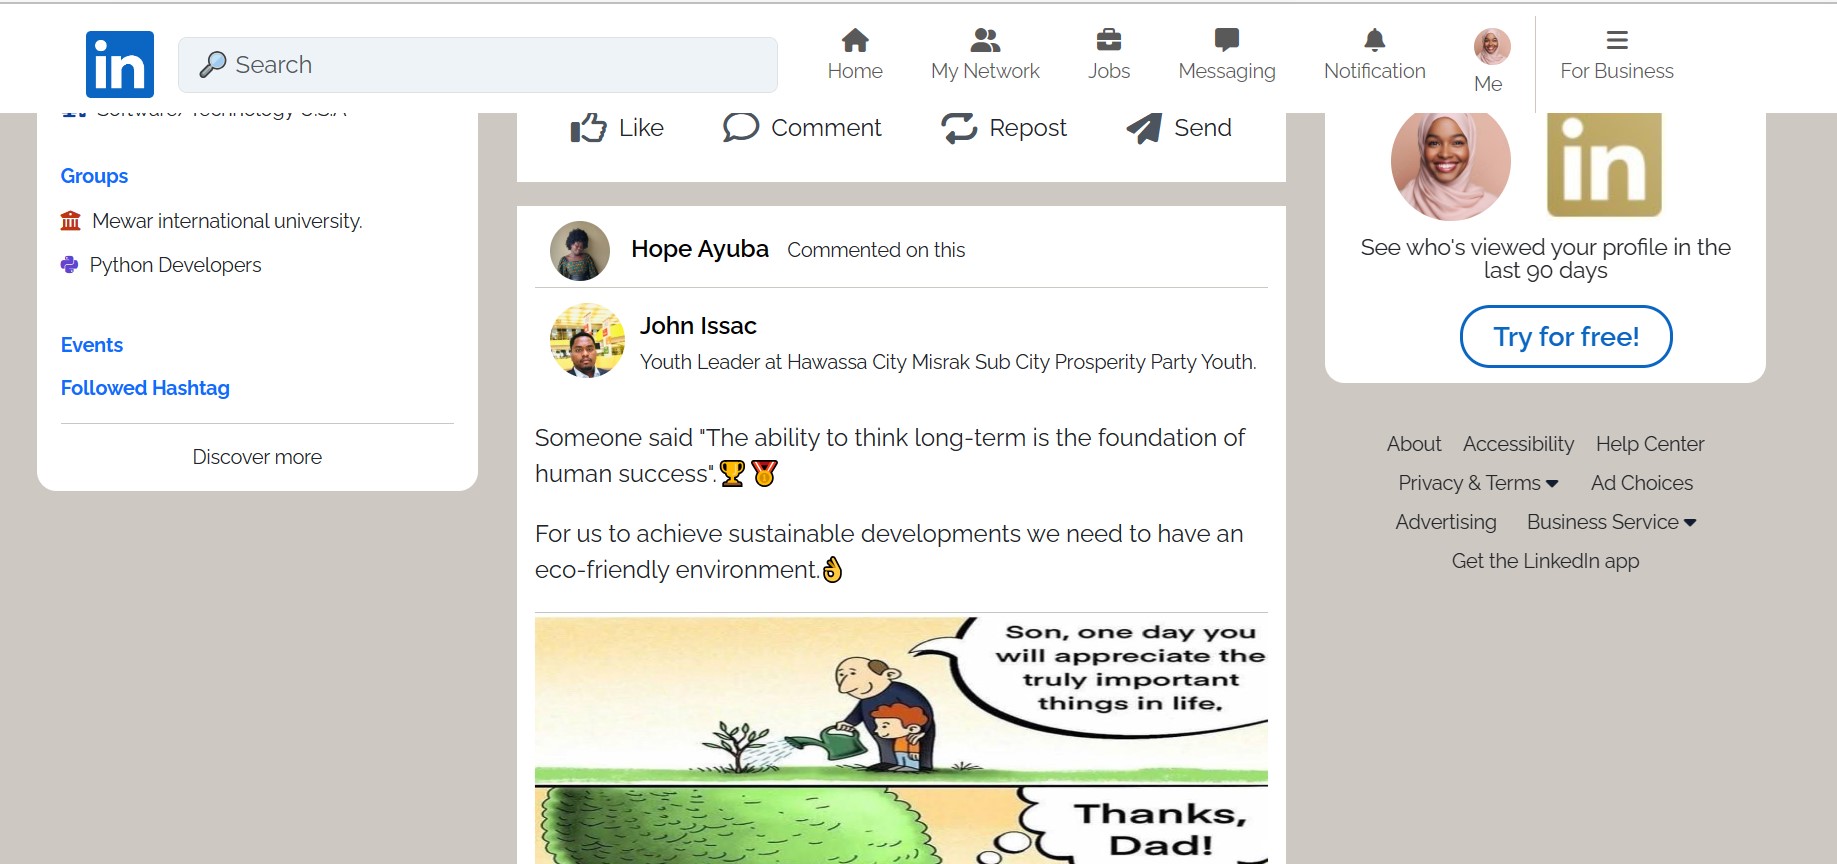 in
Search
Home
My Network
Jobs
Messaging
Notification
Me
For Business
Software/Technology U.S.A
Groups
Mewar international university.
Python Developers
Events
Followed Hashtag
Discover more
Like
Comment
Repost
Send
Hope Ayuba Commented on this
John Issac
Youth Leader at Hawassa City Misrak Sub City Prosperity Party Youth.
Someone said "The ability to think long-term is the foundation of
human success".🏆🏅
For us to achieve sustainable developments we need to have an
eco-friendly environment.👌
Son, one day you
will appreciate the
truly important
things in life.
Thanks,
Dad!
in
See who's viewed your profile in the
last 90 days
Try for free!
About Accessibility Help Center
Privacy & Terms Ad Choices
Advertising Business Service
Get the LinkedIn app